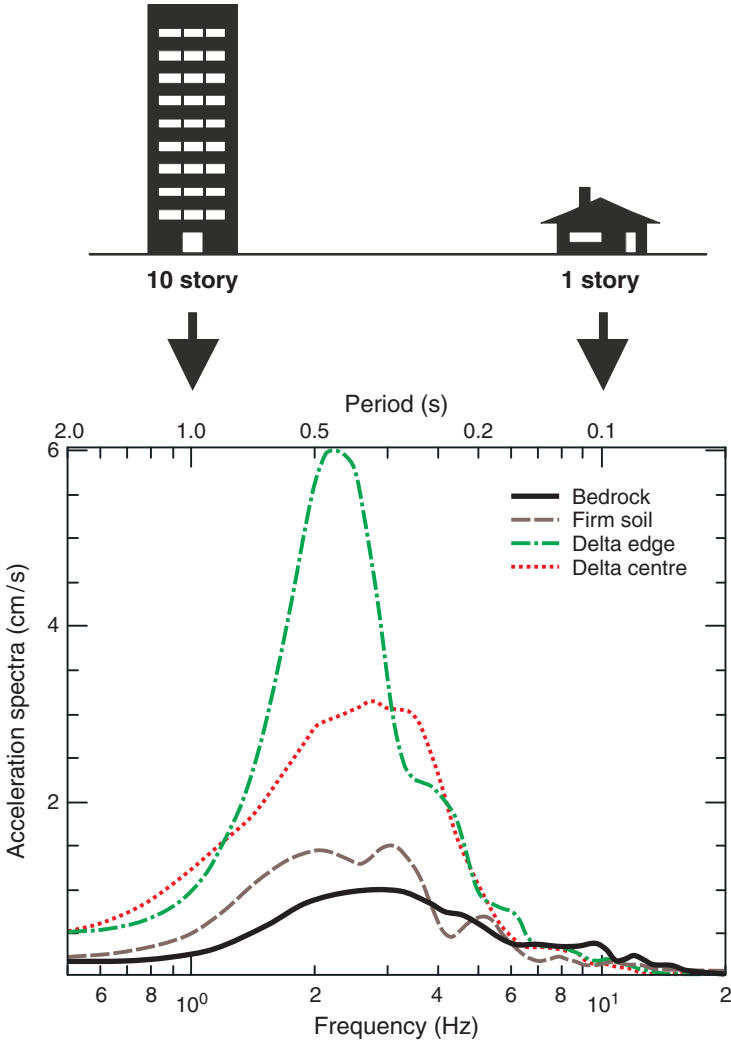 10 story 1 story
Period (s)
2.0 1.0 0.5 0.2 0.1
6
4
2
Acceleration spectra (cm/s)
Bedrock
Firm soil
Delta edge
Delta centre
6 8 10⁰ 2 4 6 8 10¹ 2
Frequency (Hz)